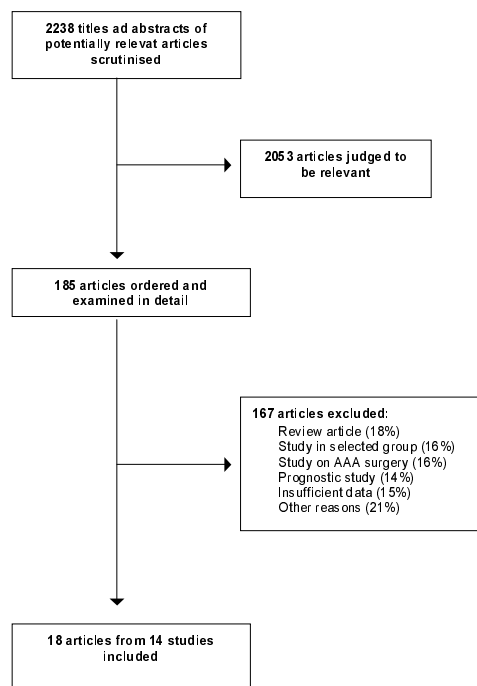 2238 titles ad abstracts of
potentially relevat articles
scrutinised
2053 articles judged to
be relevant
185 articles ordered and
examined in detail
167 articles excluded:
Review article (18%)
Study in selected group (16%)
Study on AAA surgery (16%)
Prognostic study (14%)
Insufficient data (15%)
Other reasons (21%)
18 articles from 14 studies
included